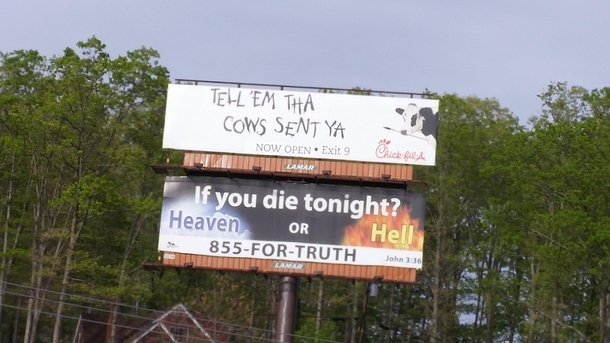 TELL 'EM THA
COWS SENT YA
NOW OPEN • Exit 9
Chick-fil-A
LAMAR
If you die tonight?
Heaven OR Hell
855-FOR-TRUTH
John 3:36
LAMAR